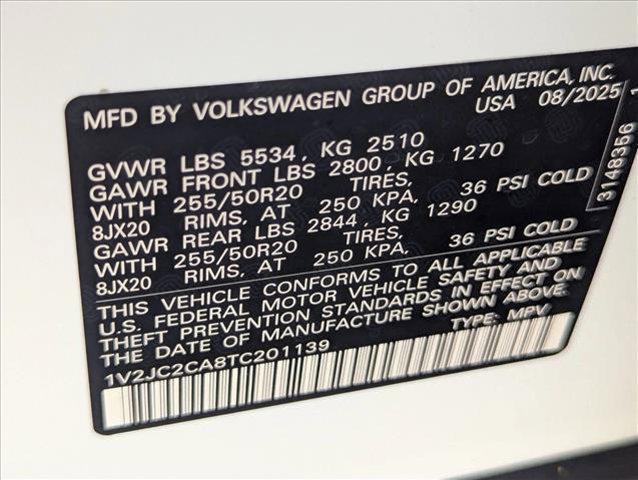 MFD BY VOLKSWAGEN GROUP OF AMERICA, INC.
USA 08/2025
GVWR LBS 5534, KG 2510
GAWR FRONT LBS 2800, KG 1270
WITH 255/50R20 TIRES,
8JX20 RIMS, AT 250 KPA, 36 PSI COLD
GAWR REAR LBS 2844, KG 1290
WITH 255/50R20 TIRES,
8JX20 RIMS, AT 250 KPA, 36 PSI COLD
THIS VEHICLE CONFORMS TO ALL APPLICABLE
U.S. FEDERAL MOTOR VEHICLE SAFETY AND
THEFT PREVENTION STANDARDS IN EFFECT ON
THE DATE OF MANUFACTURE SHOWN ABOVE.
1V2JC2CA8TC201139 TYPE: MPV
3148356 1